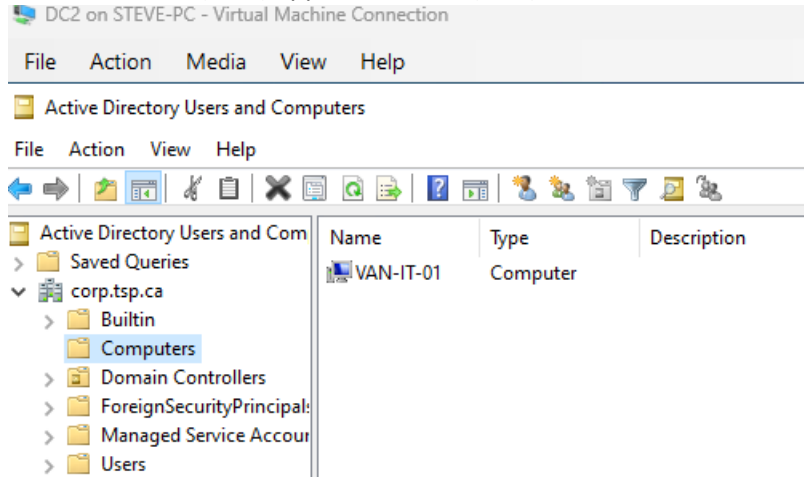 DC2 on STEVE-PC - Virtual Machine Connection
File Action Media View Help
Active Directory Users and Computers
File Action View Help
Active Directory Users and Com
Name Type Description
Saved Queries
VAN-IT-01 Computer
corp.tsp.ca
Builtin
Computers
Domain Controllers
ForeignSecurityPrincipals
Managed Service Accour
Users